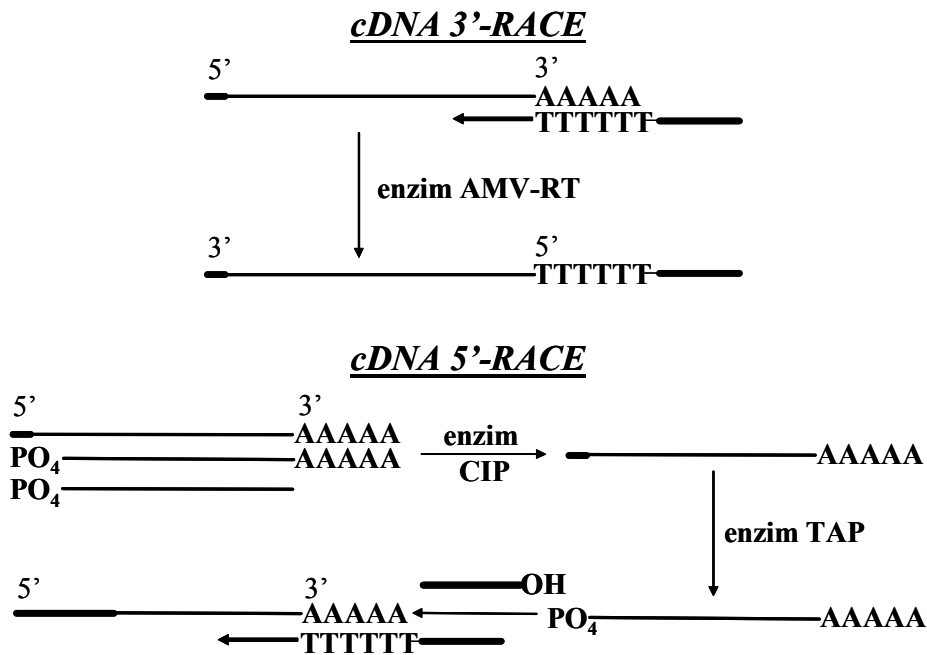 cDNA 3’-RACE
5’ 3’
AAAAA
TTTTTT
enzim AMV-RT
3’ 5’
TTTTTT
cDNA 5’-RACE
5’ 3’
AAAAA
PO4 AAAAA
PO4
enzim
CIP
AAAAA
enzim TAP
OH
PO4 AAAAA
5’ 3’
AAAAA
TTTTTT